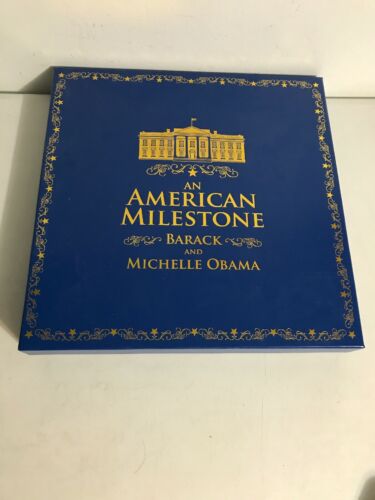 AN
AMERICAN
MILESTONE
BARACK
AND
MICHELLE OBAMA